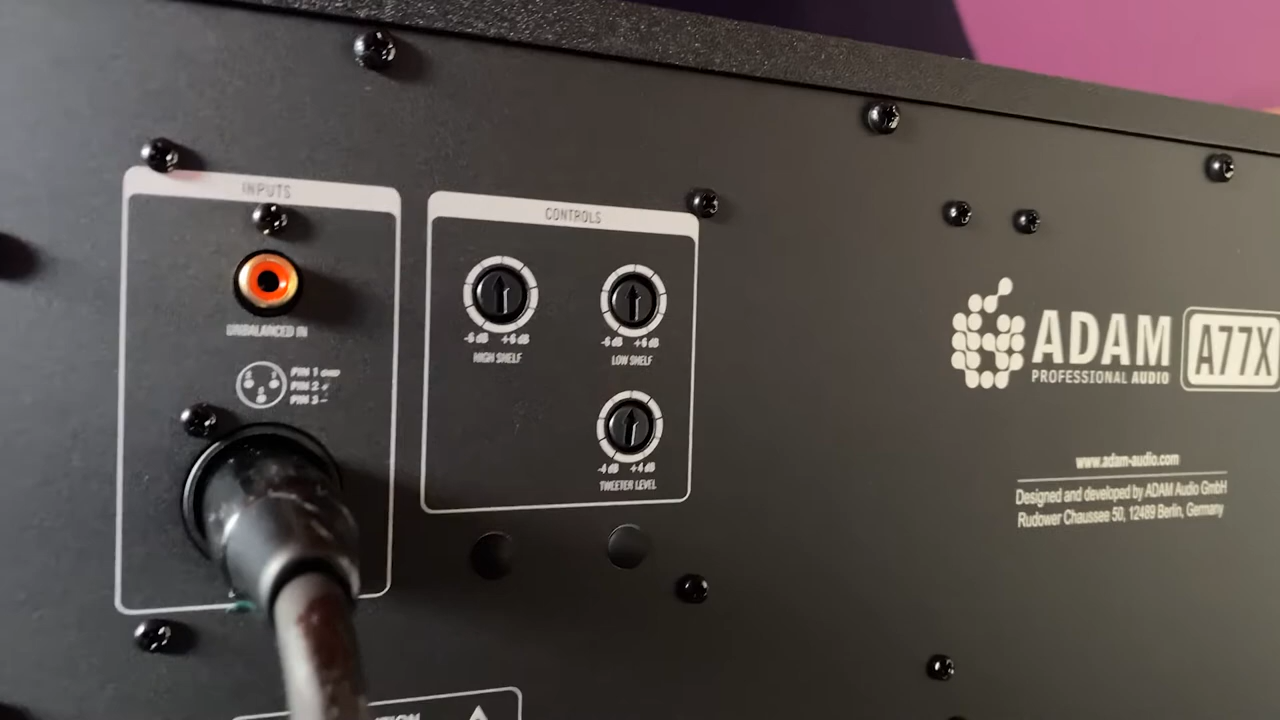 INPUTS
UNBALANCED IN
PIN 1
PIN 2 +
PIN 3 -
CONTROLS
-6 dB +6 dB
HIGH SHELF
-6 dB +6 dB
LOW SHELF
-4 dB +4 dB
TWEETER LEVEL
ADAM
PROFESSIONAL AUDIO
A77X
www.adam-audio.com
Designed and developed by ADAM Audio GmbH
Rudower Chaussee 50, 12489 Berlin, Germany